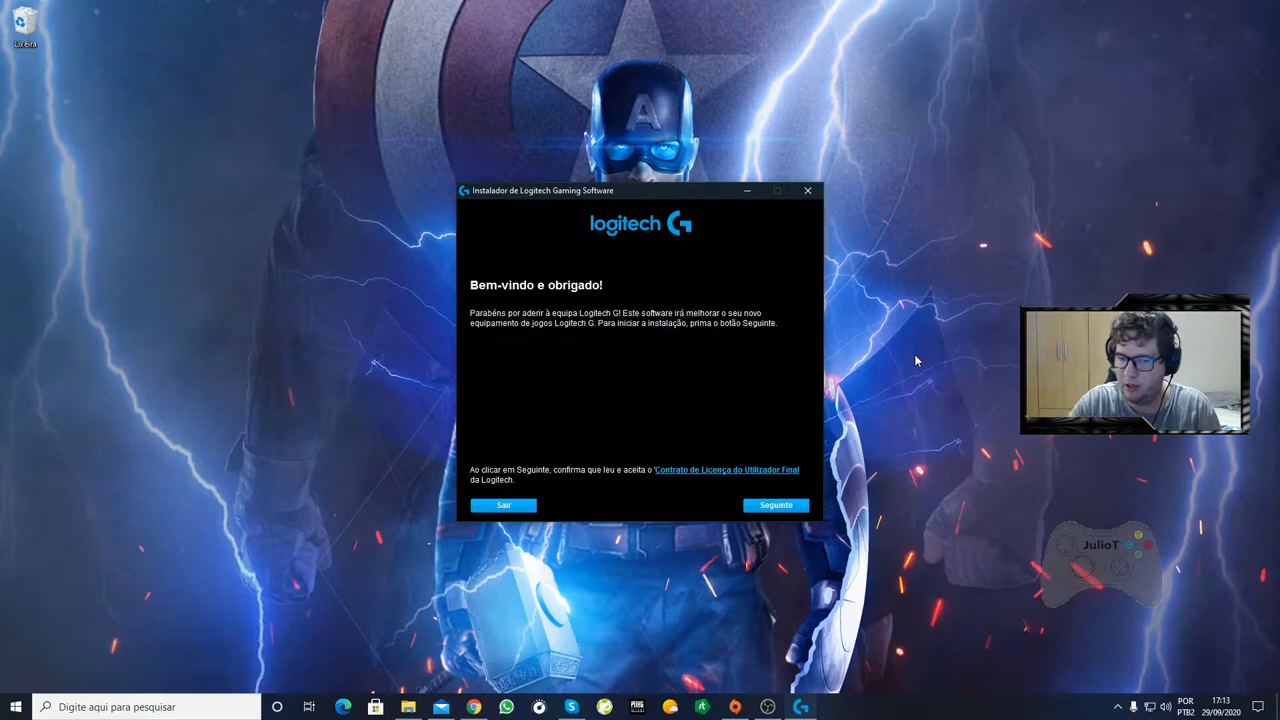 Lixeira
A
Instalador de Logitech Gaming Software
logitech G
Bem-vindo e obrigado!
Parabéns por aderir à equipa Logitech G! Este software irá melhorar o seu novo
equipamento de jogos Logitech G. Para iniciar a instalação, prima o botão Seguinte.
Ao clicar em Seguinte, confirma que leu e aceita o 'Contrato de Licença do Utilizador Final
da Logitech.
Sair
Seguinte
JulioT
Digite aqui para pesquisar
PUBG
POR
PTB2
17:13
29/09/2020